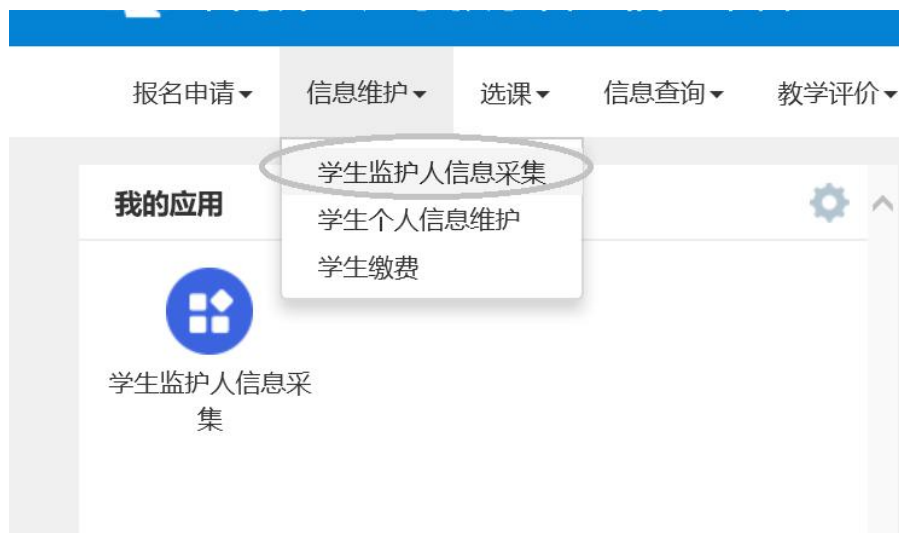 报名申请 信息维护 选课 信息查询 教学评价
学生监护人信息采集
我的应用
学生个人信息维护
学生缴费
学生监护人信息采
集